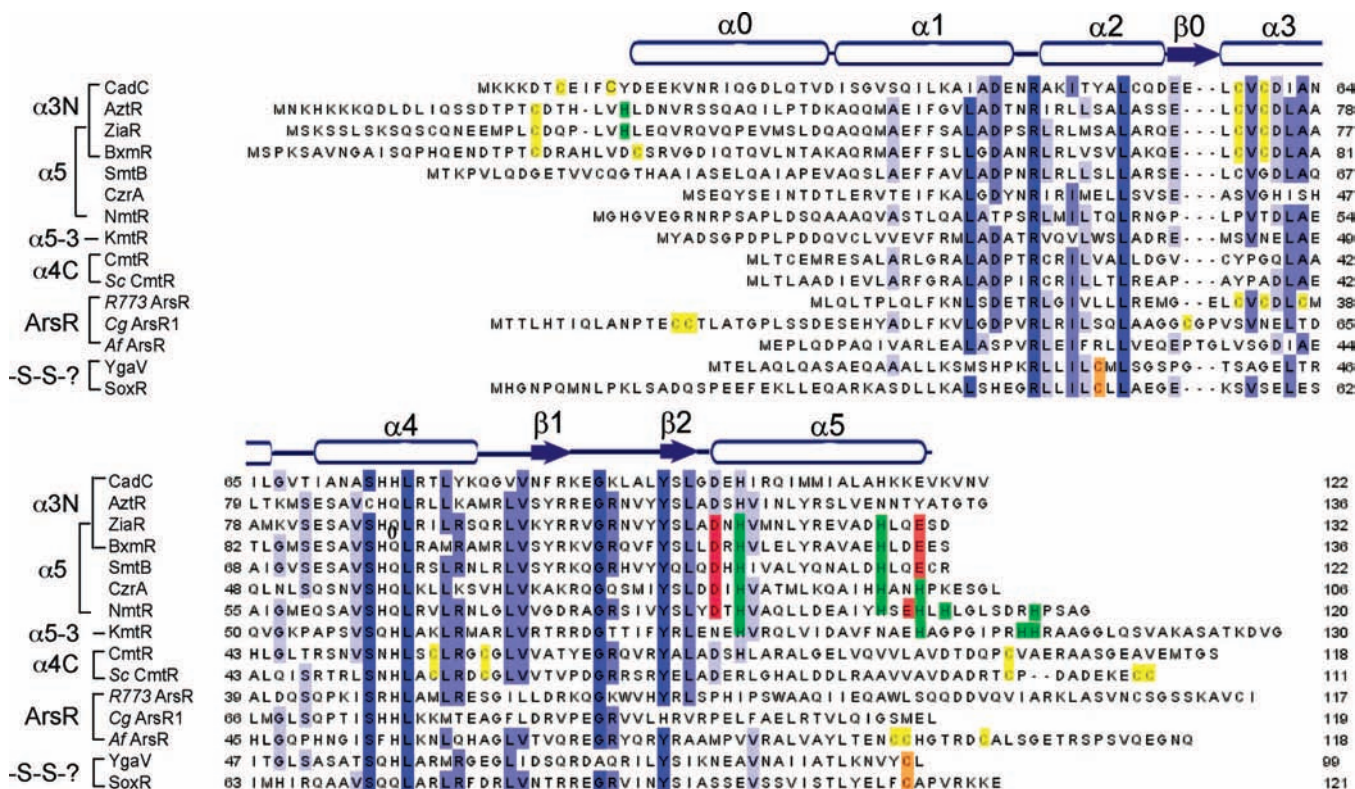 α0 α1 α2 β0 α3
CadC MKKKDTCEIFCYDEEKVNRIQGDLQTVDISGVSQILKAIADENRAKITYALCQDEE--LCVCDIAN 64
α3N AztR MNKHKKKQDLDLIQSSDTPTCDTH-LVHLDNVRSSQAQILPTDKAQQMAEIFGVLADTNRIRLLSALASSE---LCVCDLAA 78
ZiaR MSKSSLSKSQSCQNEEMPLCDQP-LVHLEQVRQVQPEVMSLDQAQQMAEFFSALADPSRLRLMSALARQE---LCVCDLAA 77
BxmR MSPKSAVNGAISQPHQENDTPTCDRAHLVDCSRVGDIQTQVLNTAKAQRMAEFFSLLGDANRLRLVSVLAKQE---LCVCDLAA 81
α5 SmtB MTKPVLQDGETVVCQGTHAAIASELQAIAPEVAQSLAEFFAVLADPNRLRLLSLLARSE---LCVGDLAQ 67
CzrA MSEQYSEINTDTLERVTEIFKALGDYNRIRIMELLSVSE---ASVGHISH 47
NmtR MGHGVEGRNRPSAPLDSQAAAQVASTLQALATPSRLMILTQLRNGP---LPVTDLAE 54
α5-3 KmtR MYADSGPDPLPDDQVCLVVEVFRMLADATRVQVLWSLADRE---MSVNELAE 49
α4C CmtR MLTCEMRESALARLGRALADPTRCRILVALLDGV---CYPGQLAA 42
Sc CmtR MLTLAADIEVLARFGRALADPTRCRILLTLREAP---AYPADLAE 42
R773 ArsR MLQLTPLQLFKNLSDETRLGIVLLLREMG--ELCVCDLCM 38
ArsR Cg ArsR1 MTTLHTIQLANPTECCTLATGPLSSDESEHYADLFKVLGDPVRLRILSQLAAGGCGPVSVNELTD 65
Af ArsR MEPLQDPAQIVARLEALASPVRLEIFRLLVEQEPTGLVSGDIAE 44
-S-S-? YgaV MTELAQLQASAEQAAALLKSMSHPKRLLILCMLSGSPG-TSAGELTR 46
SoxR MHGNPQMNLPKLSADQSPEEFEKLLEQARKASDLLKALSHEGRLLILCLLAEGE---KSVSELES 62
α4 β1 β2 α5
CadC 65 ILGVTIANASHHLRTLYKQGVVNFRKEGKLALYSLGDEHIRQIMMIALAHKKEVKVNV 122
α3N AztR 79 LTKMSESAVCHQLRLLKAMRLVSYRREGRNVYYSLADSHVINLYRSLVENNTYATGTG 136
ZiaR 78 AMKVSESAVSHQLRILRSQRLVKYRRVGRNVYYSLADNHVMNLYREVADHLQESD 132
BxmR 82 TLGMSESAVSHQLRAMRAMRLVSYRKVGRQVFYSLLDRHVLELYRAVAEHLDEES 136
α5 SmtB 68 AIGVSESAVSHQLRSLRNLRLVSYRKQGRHVYYQLQDHHIVALYQNALDHLQECR 122
CzrA 48 QLNLSQSNVSHQLKLLKSVHLVKAKRQGQSMIYSLDDIHVATMLKQAIHHANHPKESGL 106
NmtR 55 AIGMEQSAVSHQLRVLRNLGLVVGDRAGRSIVYSLYDTHVAQLLDEAIYHSEHLHLGLSDRHPSAG 120
α5-3 KmtR 50 QVGKPAPSVSQHLAKLRMARLVRTRRDGTTIFYRLENEHVRQLVIDAVFNAEHAGPGIPRHHRAAGGLQSVAKASATKDVG 130
α4C CmtR 43 HLGLTRSNVSNHLSCLRGCGLVVATYEGRQVRYALADSHLARALGELVQVVLAVDTDQPCVAERAASGEAVEMTGS 118
Sc CmtR 43 ALQISRTRLSNHLACLRDCGLVVTVPDGRRSRYELADERLGHALDDLRAAVVAVDADRTCP--DADEKECC 111
R773 ArsR 39 ALDQSQPKISRHLAMLRESGILLDRKQGKWVHYRLSPHIPSWAAQIIEQAWLSQQDDVQVIARKLASVNCSGSSKAVCI 117
ArsR Cg ArsR1 66 LMGLSQPTISHHLKKMTEAGFLDRVPEGRVVLHRVRPELFAELRTVLQIGSMEL 119
Af ArsR 45 HLGQPHNGISFHLKNLQHAGLVTVQREGRYQRYRAAMPVVRALVAYLTENCCHGTRDCALSGETRSPSVQEGNQ 118
-S-S-? YgaV 47 ITGLSASATSQHLARMRGEGLIDSQRDAQRILYSIKNEAVNAIIATLKNVYCL 99
SoxR 63 IMHIRQAAVSQQLARLRFDRLVNTRREGRVINYSIASSEVSSVISTLYELFCAPVRKKE 121